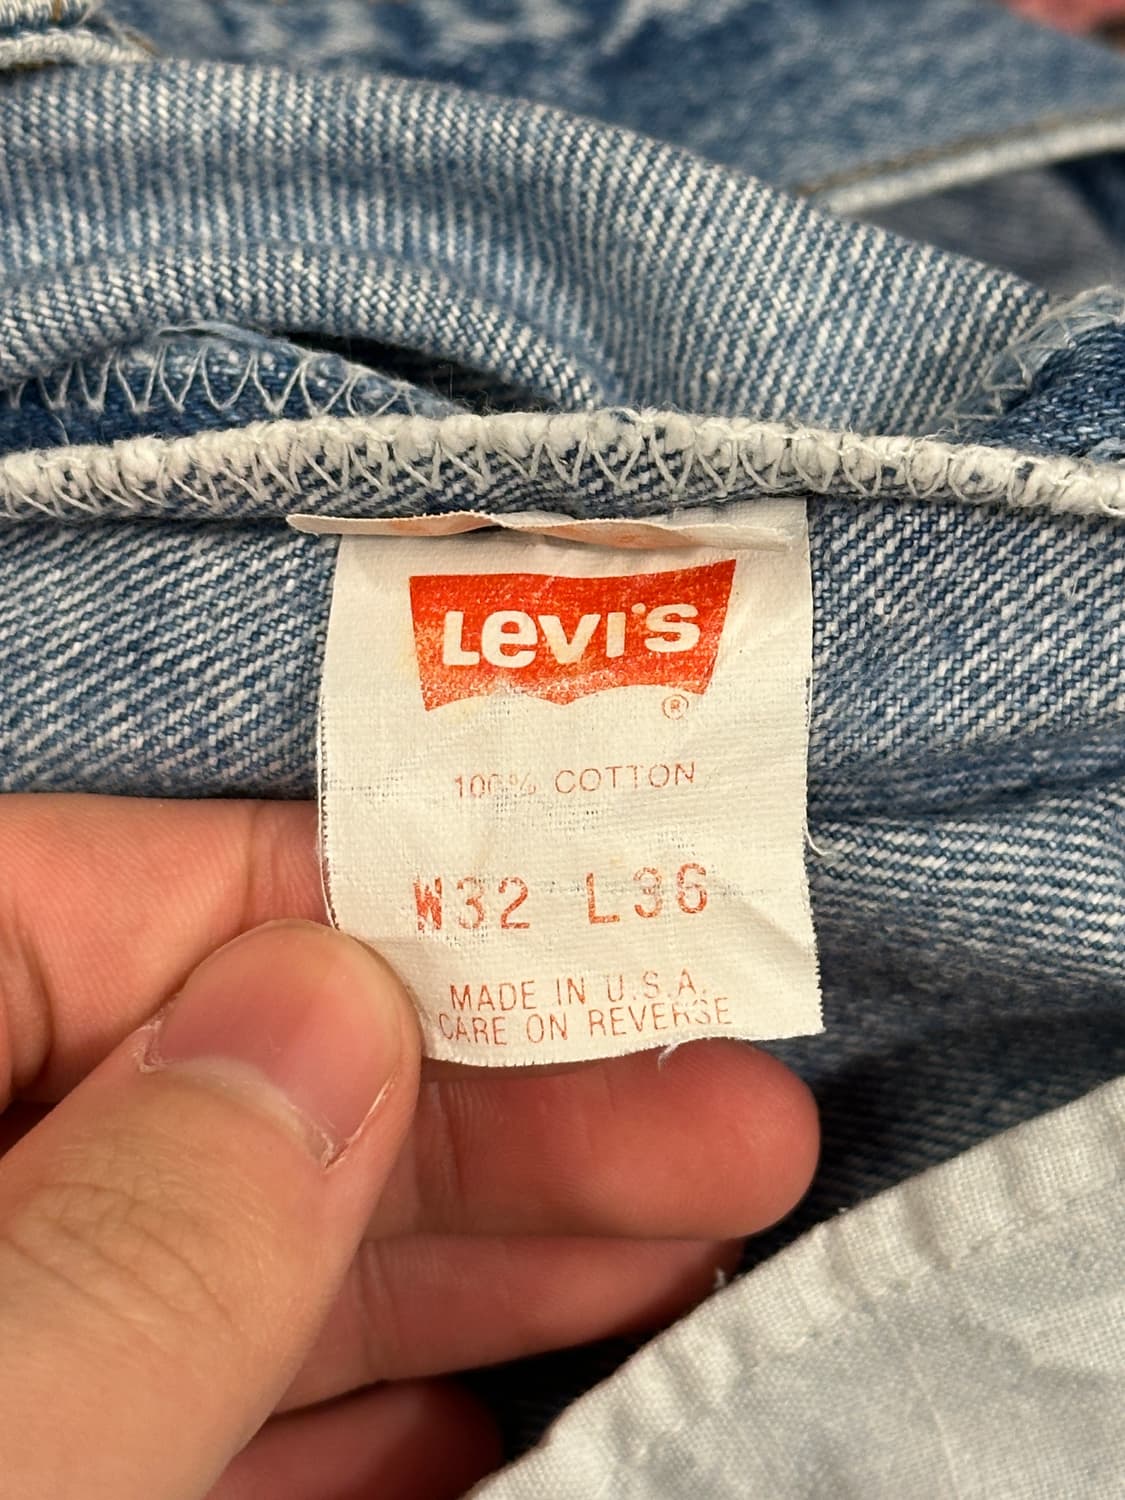 Levi's
®
100% COTTON
W32 L36
MADE IN U.S.A.
CARE ON REVERSE